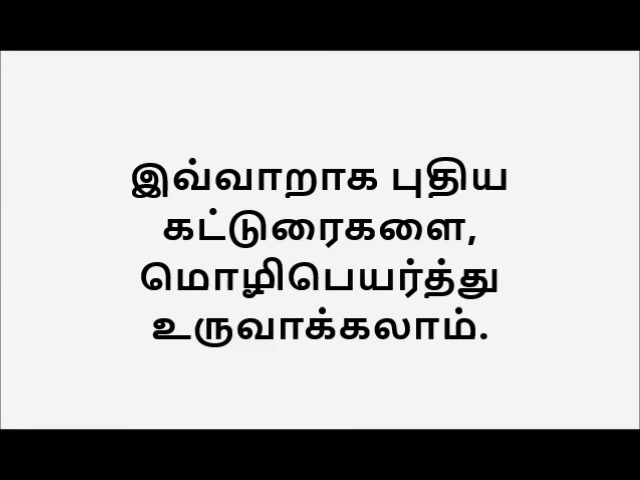 இவ்வாறாக புதிய
கட்டுரைகளை,
மொழிபெயர்த்து
உருவாக்கலாம்.